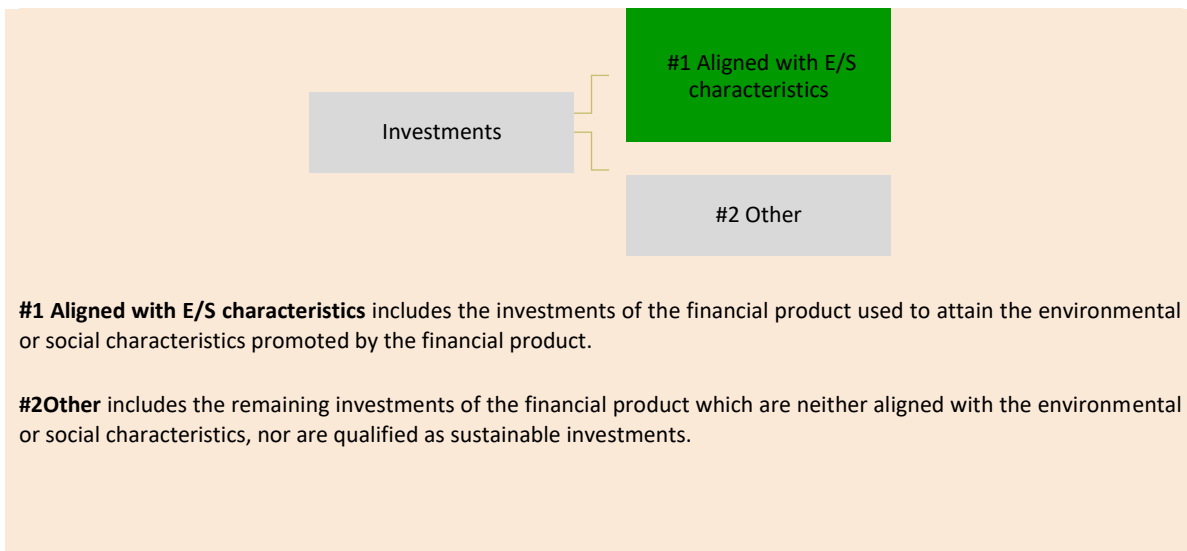 #1 Aligned with E/S
characteristics
Investments
#2 Other
#1 Aligned with E/S characteristics includes the investments of the financial product used to attain the environmental
or social characteristics promoted by the financial product.
#2Other includes the remaining investments of the financial product which are neither aligned with the environmental
or social characteristics, nor are qualified as sustainable investments.